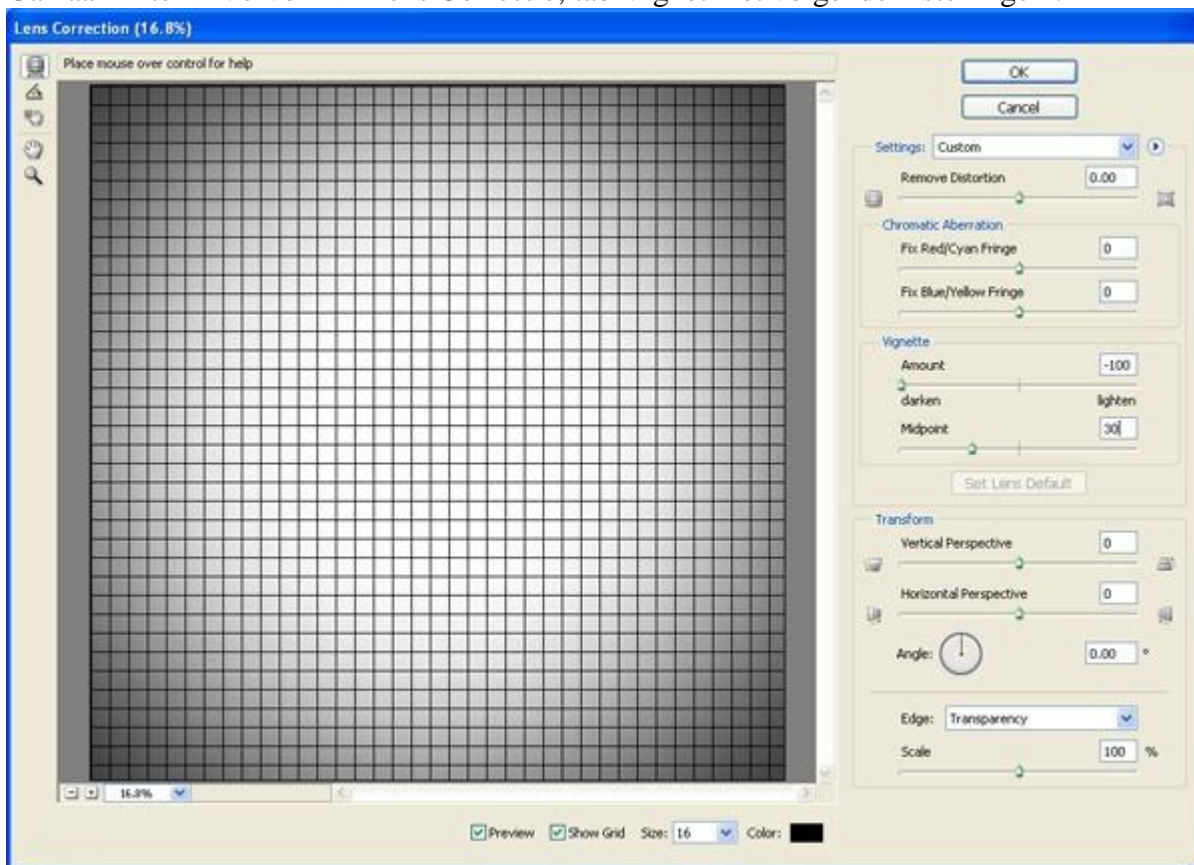 Lens Correction (16.8%)
Place mouse over control for help
OK
Cancel
Settings: Custom
Remove Distortion 0.00
Chromatic Aberration
Fix Red/Cyan Fringe 0
Fix Blue/Yellow Fringe 0
Vignette
Amount -100
darken lighten
Midpoint 30
Set Lens Default
Transform
Vertical Perspective 0
Horizontal Perspective 0
Angle: 0.00 °
Edge: Transparency
Scale 100 %
16.8%
Preview Show Grid Size: 16 Color: